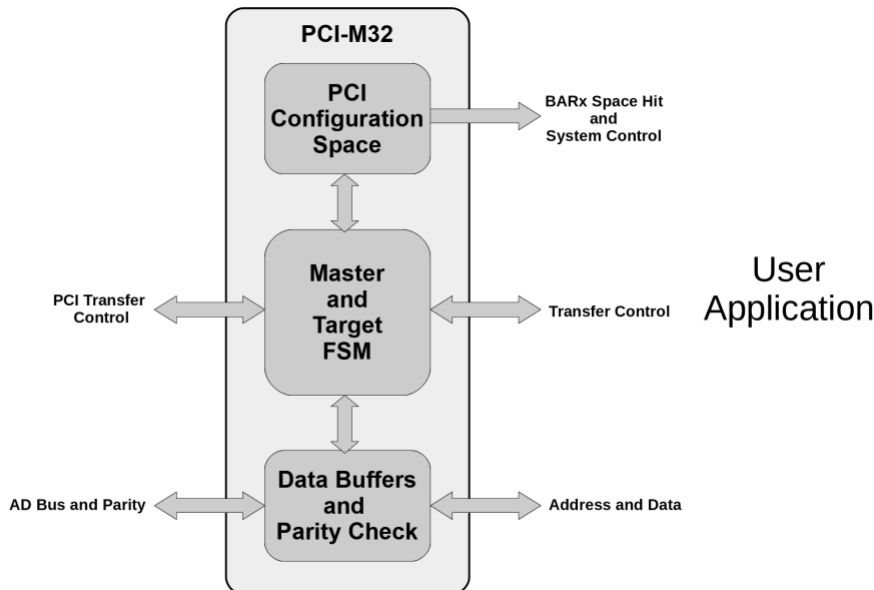 PCI-M32
PCI
Configuration
Space
BARx Space Hit
and
System Control
Master
and
Target
FSM
PCI Transfer
Control
Transfer Control
User
Application
Data Buffers
and
Parity Check
AD Bus and Parity
Address and Data